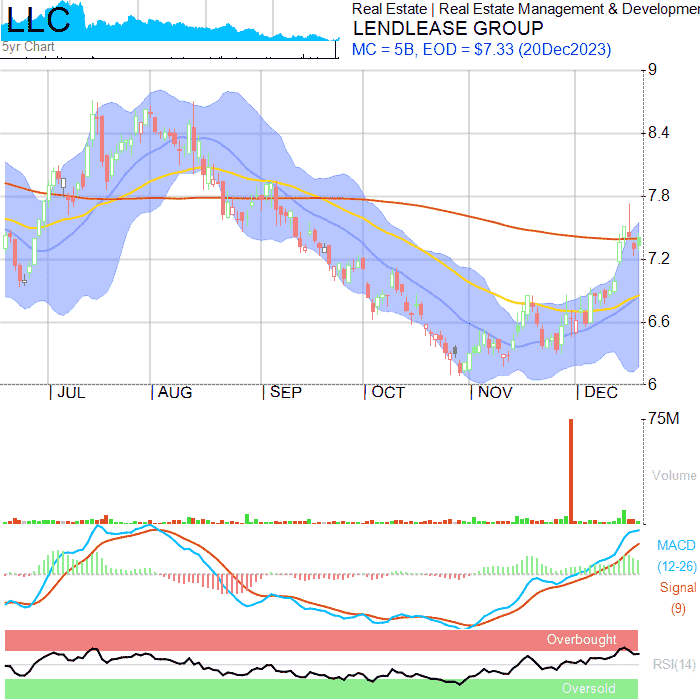 LLC
5yr Chart
Real Estate | Real Estate Management & Developmen
LENDLEASE GROUP
MC = 5B, EOD = $7.33 (20Dec2023)
9
8.4
7.8
7.2
6.6
6
JUL AUG SEP OCT NOV DEC
75M
Volume
MACD
(12-26)
Signal
(9)
Overbought
RSI(14)
Oversold